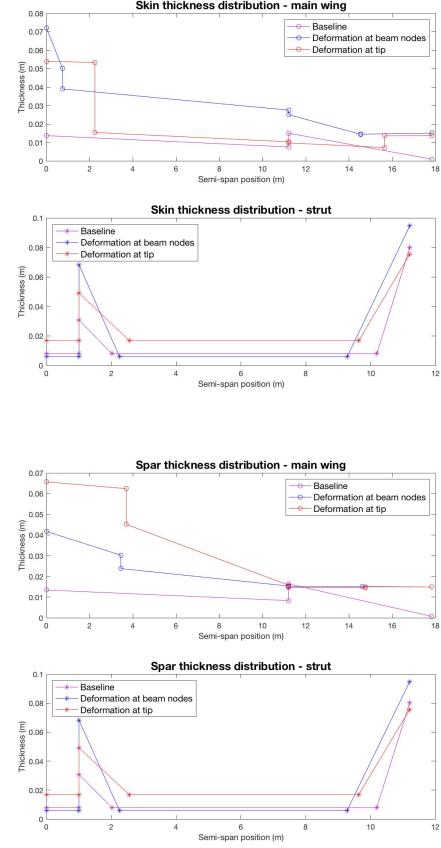 Skin thickness distribution - main wing
Thickness (m)
0.08
0.07
0.06
0.05
0.04
0.03
0.02
0.01
0
Baseline
Deformation at beam nodes
Deformation at tip
0 2 4 6 8 10 12 14 16 18
Semi-span position (m)
Skin thickness distribution - strut
Thickness (m)
0.1
0.08
0.06
0.04
0.02
0
Baseline
Deformation at beam nodes
Deformation at tip
0 2 4 6 8 10 12
Semi-span position (m)
Spar thickness distribution - main wing
Thickness (m)
0.07
0.06
0.05
0.04
0.03
0.02
0.01
0
Baseline
Deformation at beam nodes
Deformation at tip
0 2 4 6 8 10 12 14 16 18
Semi-span position (m)
Spar thickness distribution - strut
Thickness (m)
0.1
0.08
0.06
0.04
0.02
0
Baseline
Deformation at beam nodes
Deformation at tip
0 2 4 6 8 10 12
Semi-span position (m)